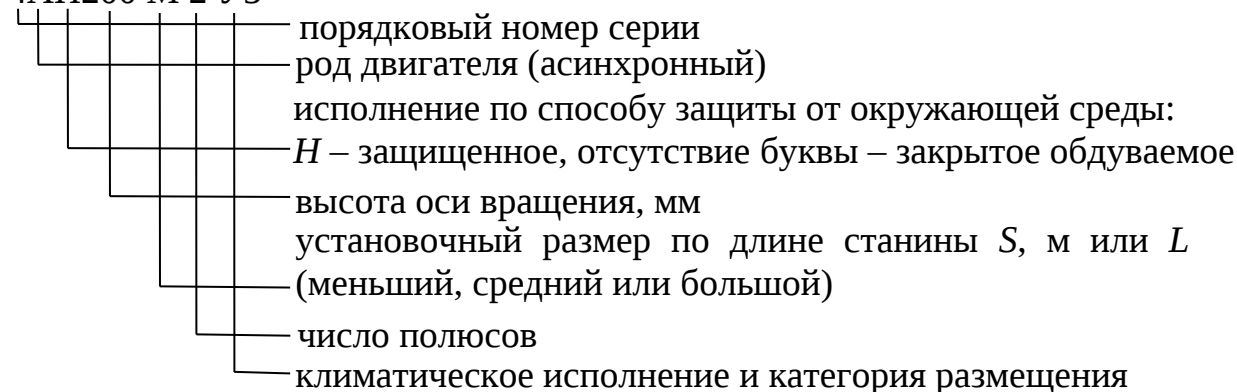 порядковый номер серии
род двигателя (асинхронный)
исполнение по способу защиты от окружающей среды:
Н – защищенное, отсутствие буквы – закрытое обдуваемое
высота оси вращения, мм
установочный размер по длине станины S, м или L
(меньший, средний или большой)
число полюсов
климатическое исполнение и категория размещения